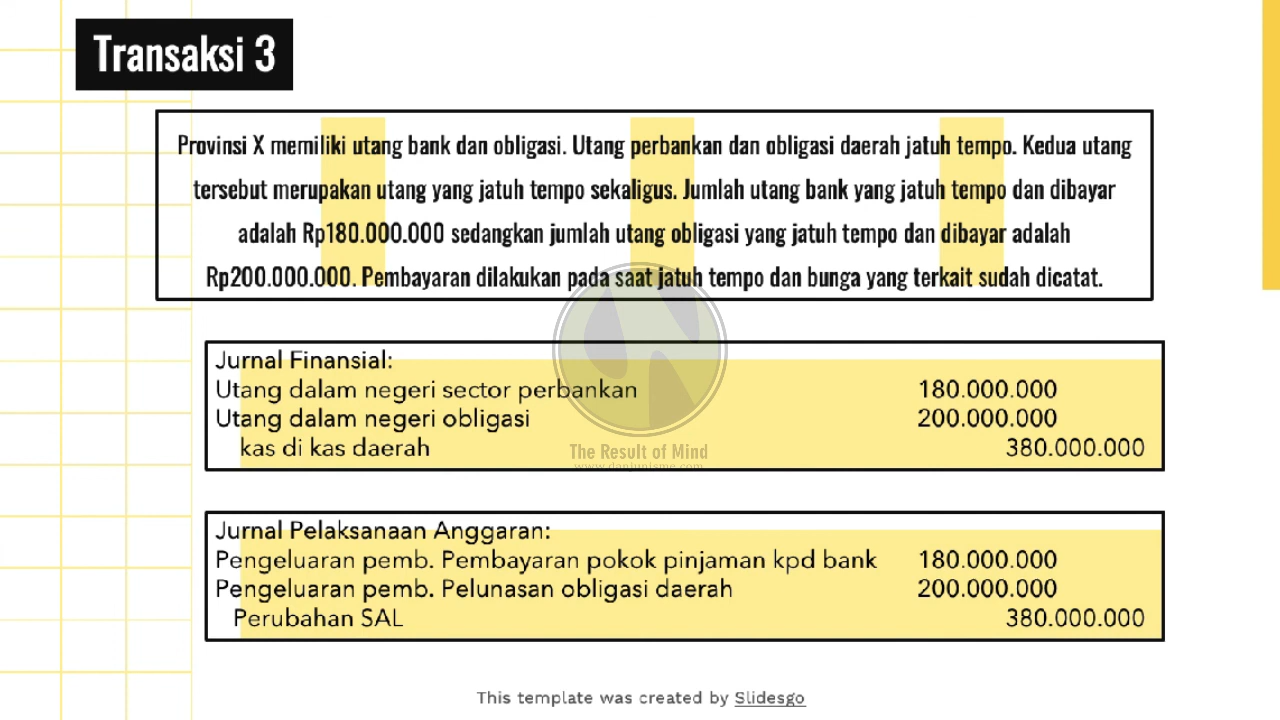 Transaksi 3
Provinsi X memiliki utang bank dan obligasi. Utang perbankan dan obligasi daerah jatuh tempo. Kedua utang
tersebut merupakan utang yang jatuh tempo sekaligus. Jumlah utang bank yang jatuh tempo dan dibayar
adalah Rp180.000.000 sedangkan jumlah utang obligasi yang jatuh tempo dan dibayar adalah
Rp200.000.000. Pembayaran dilakukan pada saat jatuh tempo dan bunga yang terkait sudah dicatat.
Jurnal Finansial:
Utang dalam negeri sector perbankan 180.000.000
Utang dalam negeri obligasi 200.000.000
kas di kas daerah 380.000.000
The Result of Mind
Jurnal Pelaksanaan Anggaran:
Pengeluaran pemb. Pembayaran pokok pinjaman kpd bank 180.000.000
Pengeluaran pemb. Pelunasan obligasi daerah 200.000.000
Perubahan SAL 380.000.000
This template was created by Slidesgo